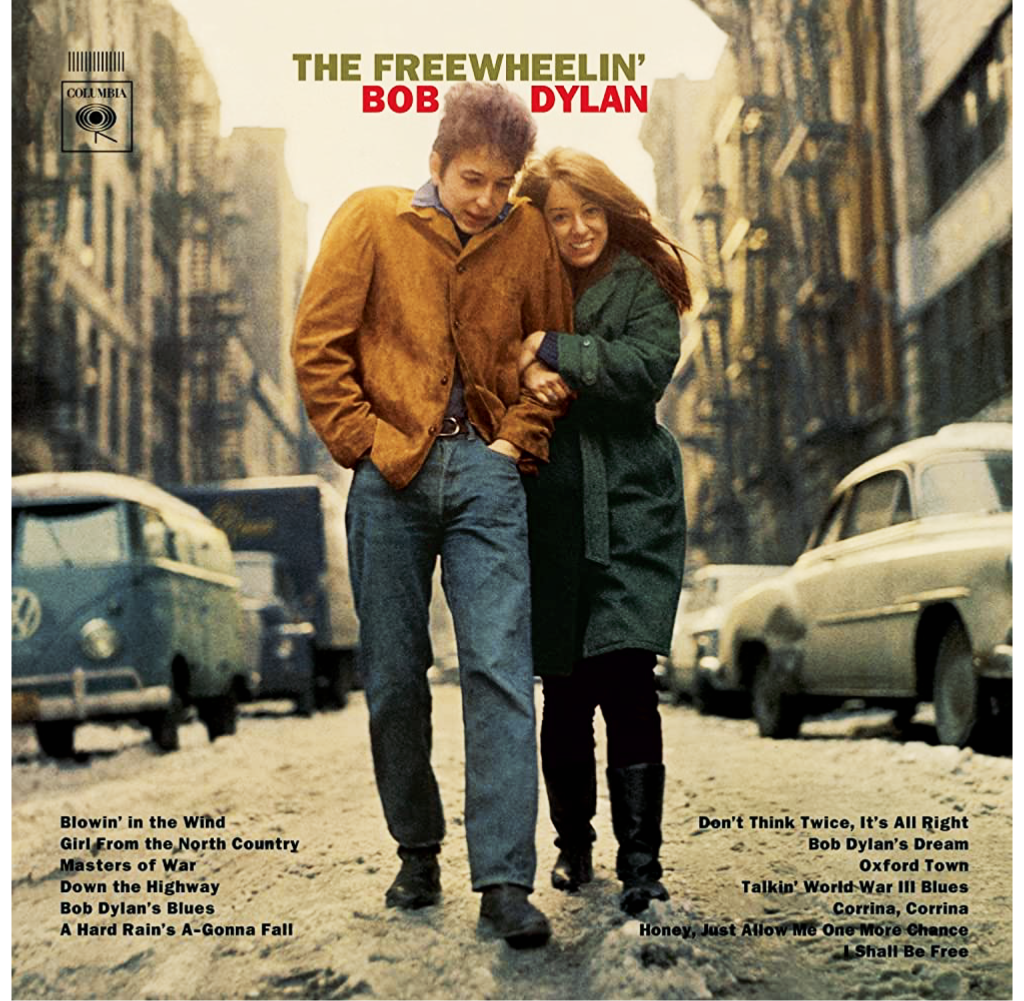 COLUMBIA
THE FREEWHEELIN'
BOB DYLAN
Blowin' in the Wind
Girl From the North Country
Masters of War
Down the Highway
Bob Dylan's Blues
A Hard Rain's A-Gonna Fall
Don't Think Twice, It's All Right
Bob Dylan's Dream
Oxford Town
Talkin' World War III Blues
Corrina, Corrina
Honey, Just Allow Me One More Chance
I Shall Be Free